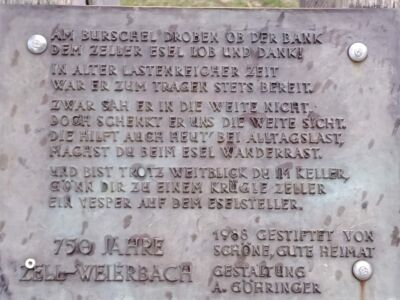 AM BURSCHEL DROBEN OB DER BANK
DEM ZELLER ESEL LOB UND DANK!
IN ALTER LASTENREICHER ZEIT
WAR ER ZUM TRAGEN STETS BEREIT.
ZWAR SAH ER IN DIE WEITE NICHT,
DOCH SCHENKT ER UNS DIE WEITE SICHT.
DIE HILFT AUCH HEUT' BEI ALLTAGSLAST,
MACHST DU BEIM ESEL WANDERRAST.
UND BIST TROTZ WEITBLICK DU IM KELLER,
GÖNN DIR ZU EINEM KRÜGLE ZELLER
EIN VESPER AUF DEM ESELSTELLER.
750 JAHRE
ZELL-WEIERBACH
1988 GESTIFTET VON
SCHÖNE, GUTE HEIMAT
GESTALTUNG
A. GÖHRINGER